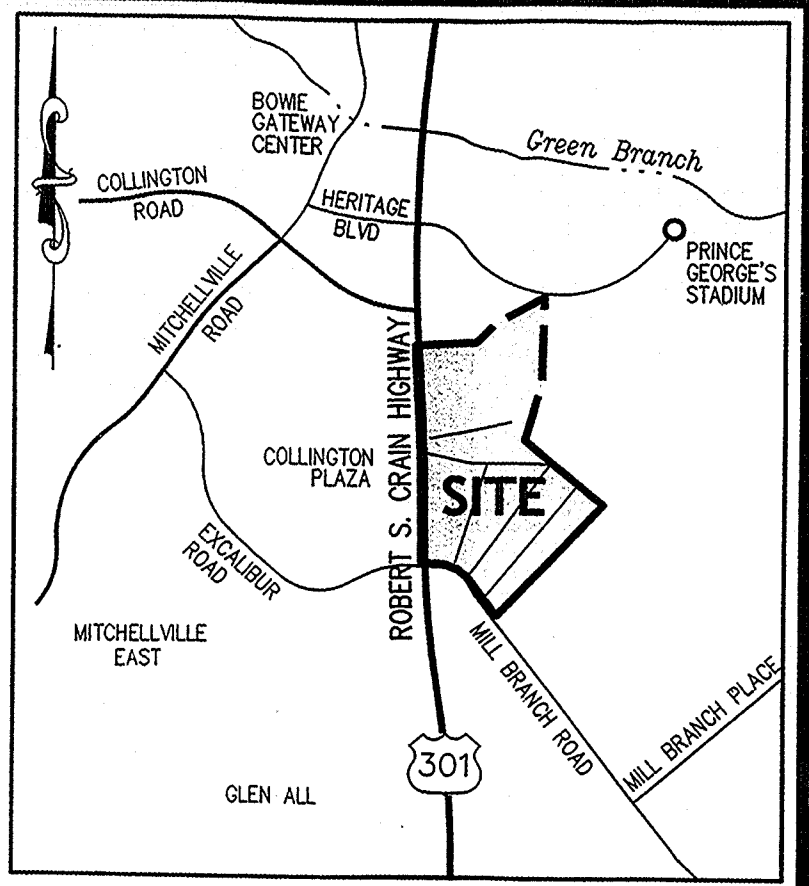 BOWIE
GATEWAY
CENTER
Green Branch
COLLINGTON
ROAD
HERITAGE
BLVD
PRINCE
GEORGE'S
STADIUM
MITCHELLVILLE
ROAD
ROBERT S. CRAIN HIGHWAY
COLLINGTON
PLAZA
SITE
EXCALIBUR
ROAD
MITCHELLVILLE
EAST
MILL BRANCH ROAD
MILL BRANCH PLACE
301
GLEN ALL